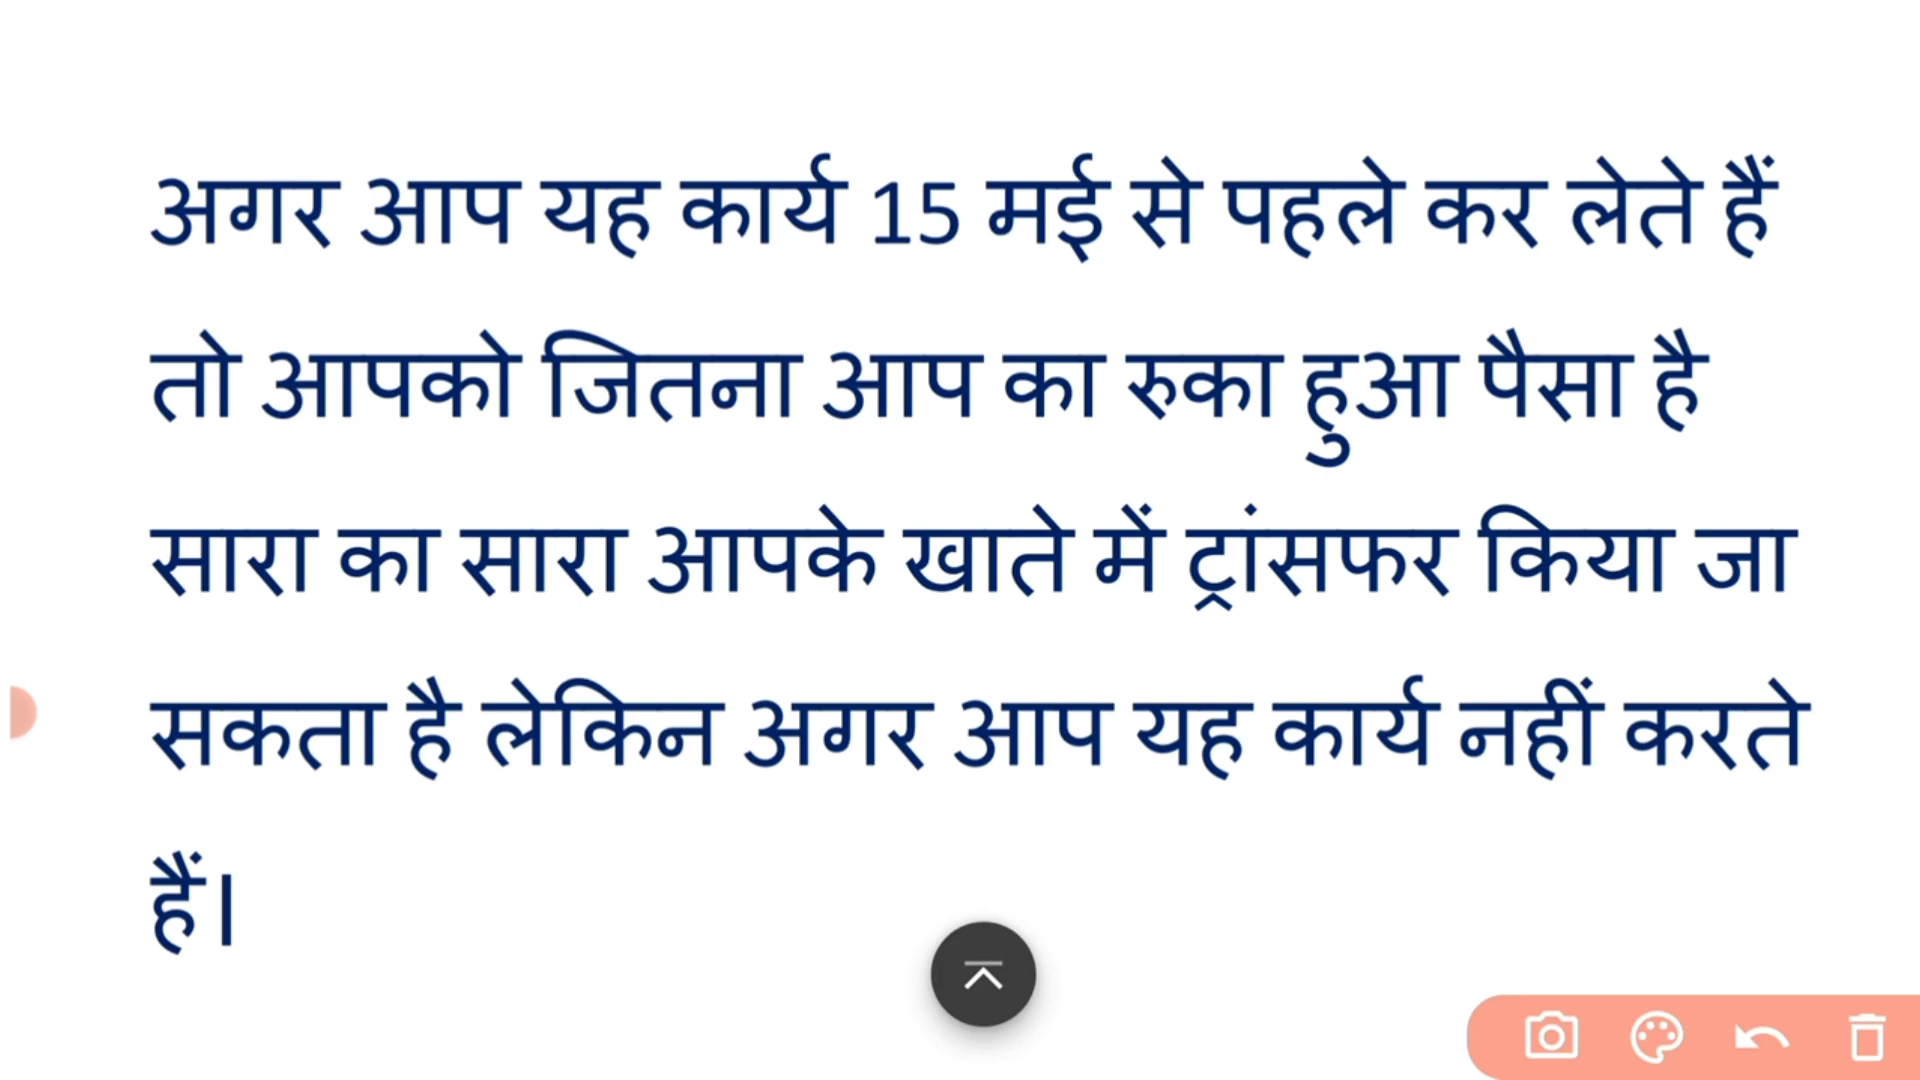 अगर आप यह कार्य 15 मई से पहले कर लेते हैं
तो आपको जितना आप का रुका हुआ पैसा है
सारा का सारा आपके खाते में ट्रांसफर किया जा
सकता है लेकिन अगर आप यह कार्य नहीं करते
हैं।